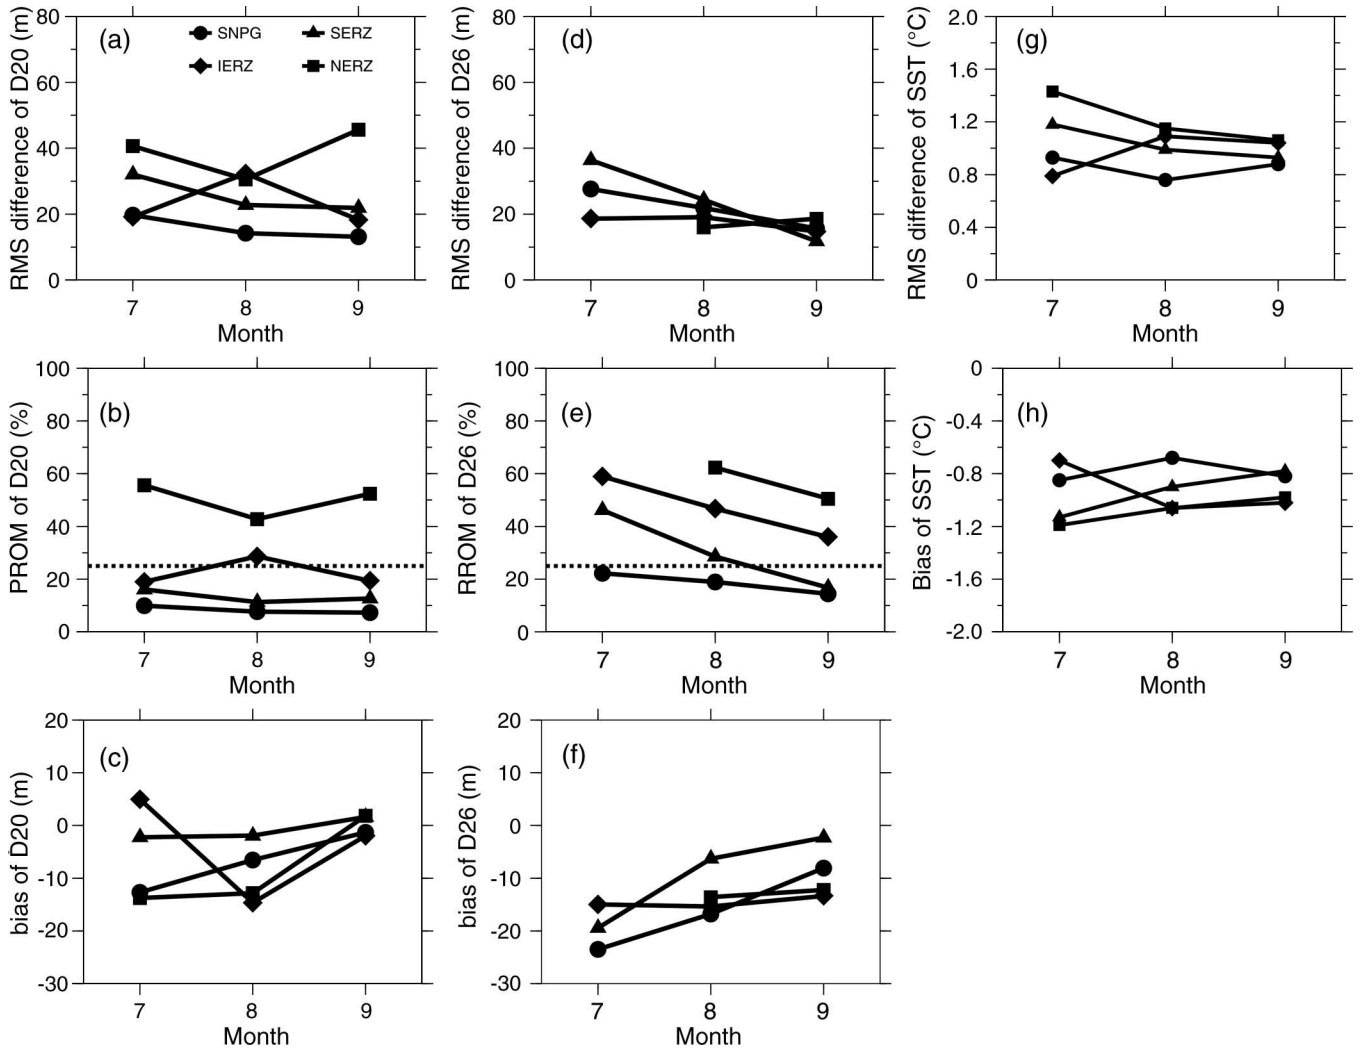 RMS difference of D20 (m)
80
60
40
20
0
(a)
SNPG
SERZ
IERZ
NERZ
7
8
9
Month
RMS difference of D26 (m)
80
60
40
20
0
(d)
7
8
9
Month
RMS difference of SST (°C)
2.0
1.6
1.2
0.8
0.4
0
(g)
7
8
9
Month
PROM of D20 (%)
100
80
60
40
20
0
(b)
7
8
9
Month
RROM of D26 (%)
100
80
60
40
20
0
(e)
7
8
9
Month
Bias of SST (°C)
0
-0.4
-0.8
-1.2
-1.6
-2.0
(h)
7
8
9
Month
bias of D20 (m)
20
10
0
-10
-20
-30
(c)
7
8
9
Month
bias of D26 (m)
20
10
0
-10
-20
-30
(f)
7
8
9
Month